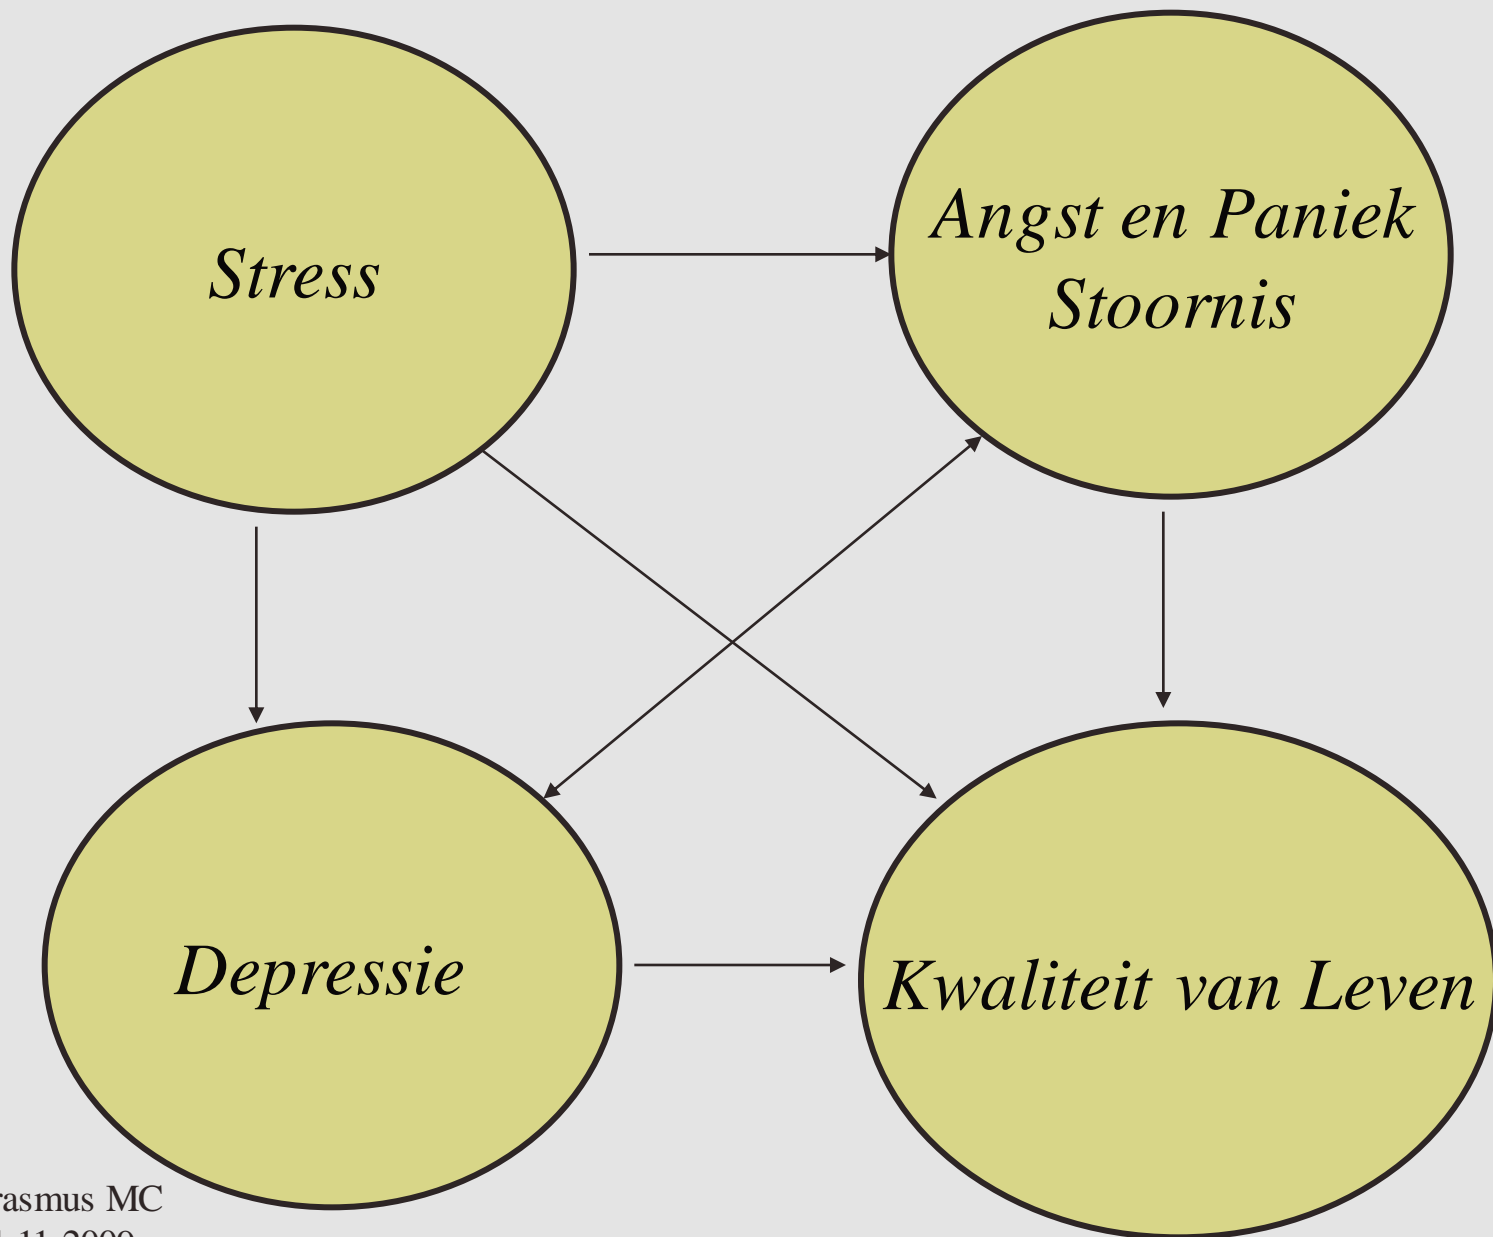 Stress
Angst en Paniek
Stoornis
Depressie
Kwaliteit van Leven
rasmus MC